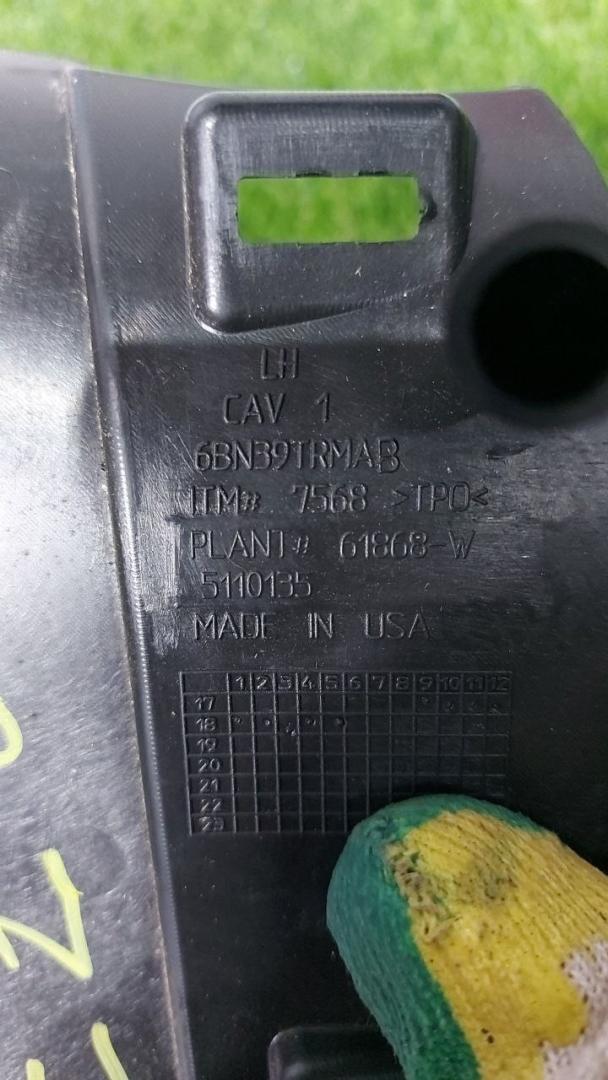 LH
CAV 1
6BN39TRMAB
ITM# 7568 >TPO<
PLANT# 61868-W
5110135
MADE IN USA
1 2 3 4 5 6 7 8 9 10 11 12
17
18
19
20
21
22
23